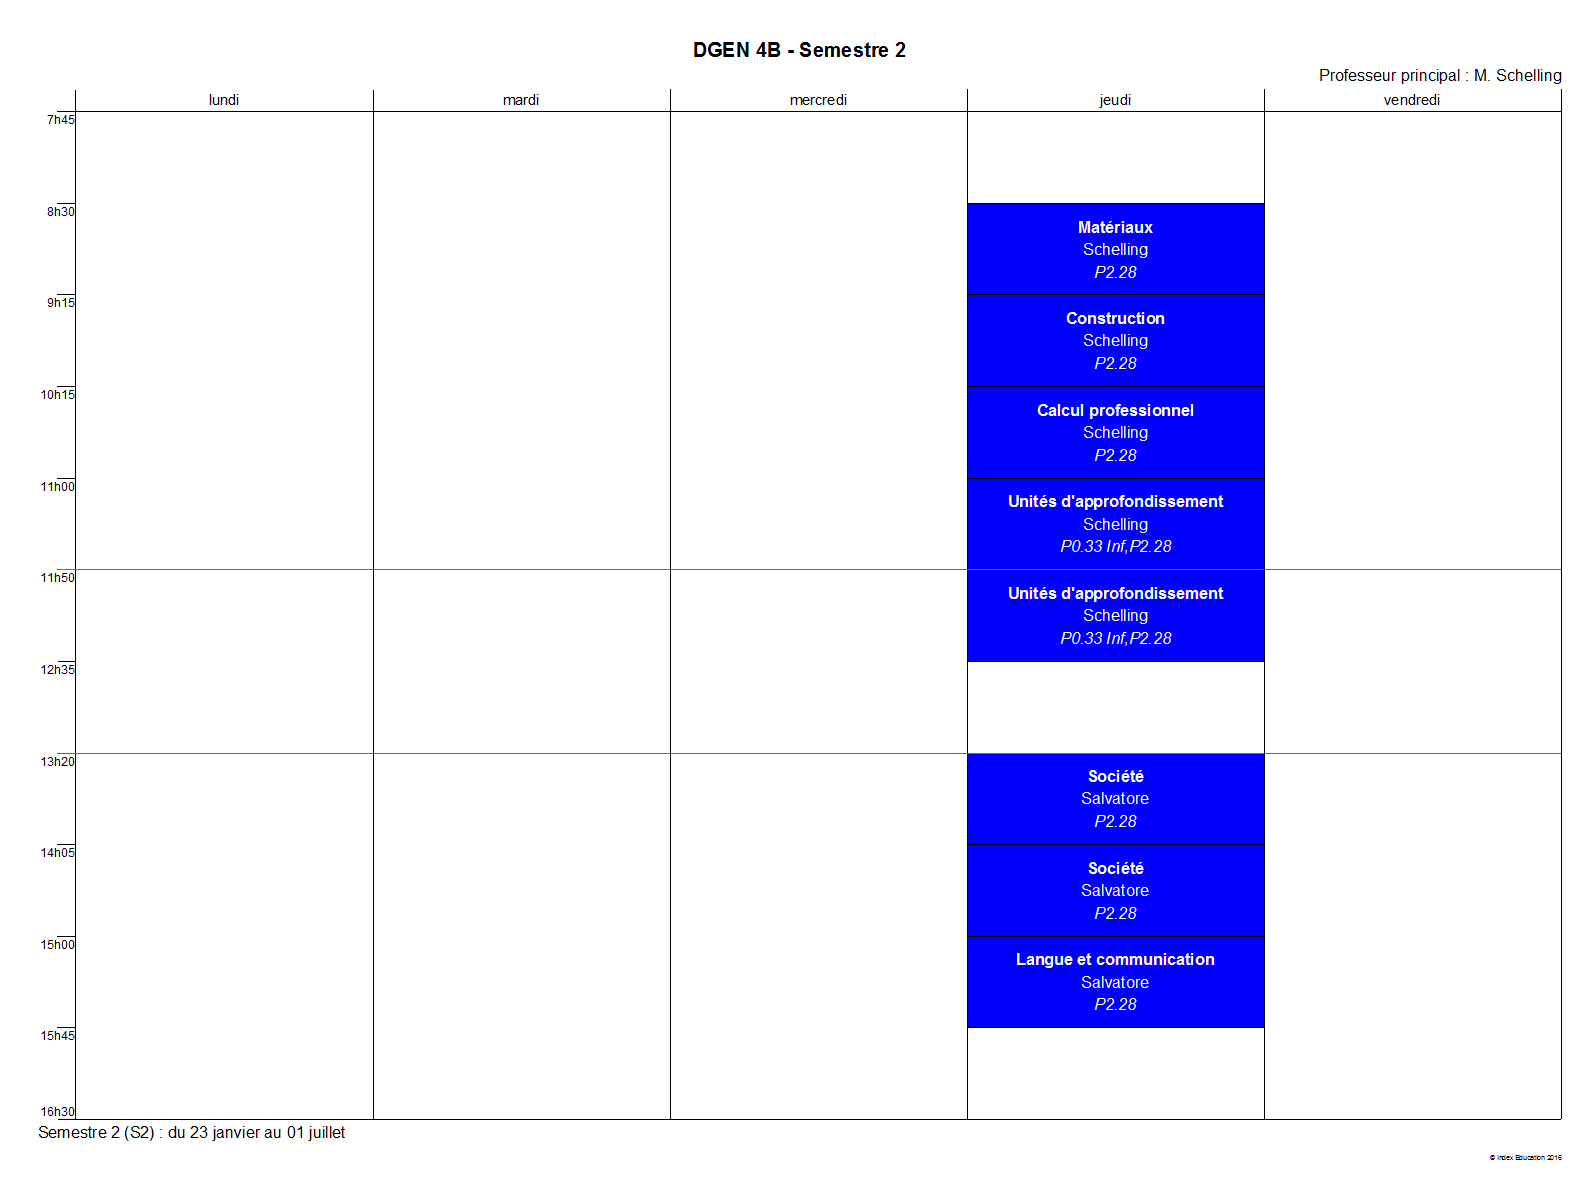 DGEN 4B - Semestre 2
Professeur principal : M. Schelling
lundi mardi mercredi jeudi vendredi
7h45
8h30
Matériaux
Schelling
P2.28
9h15
Construction
Schelling
P2.28
10h15
Calcul professionnel
Schelling
P2.28
11h00
Unités d'approfondissement
Schelling
P0.33 Inf,P2.28
11h50
Unités d'approfondissement
Schelling
P0.33 Inf,P2.28
12h35
13h20
Société
Salvatore
P2.28
14h05
Société
Salvatore
P2.28
15h00
Langue et communication
Salvatore
P2.28
15h45
16h30
Semestre 2 (S2) : du 23 janvier au 01 juillet
© Index Education 2016